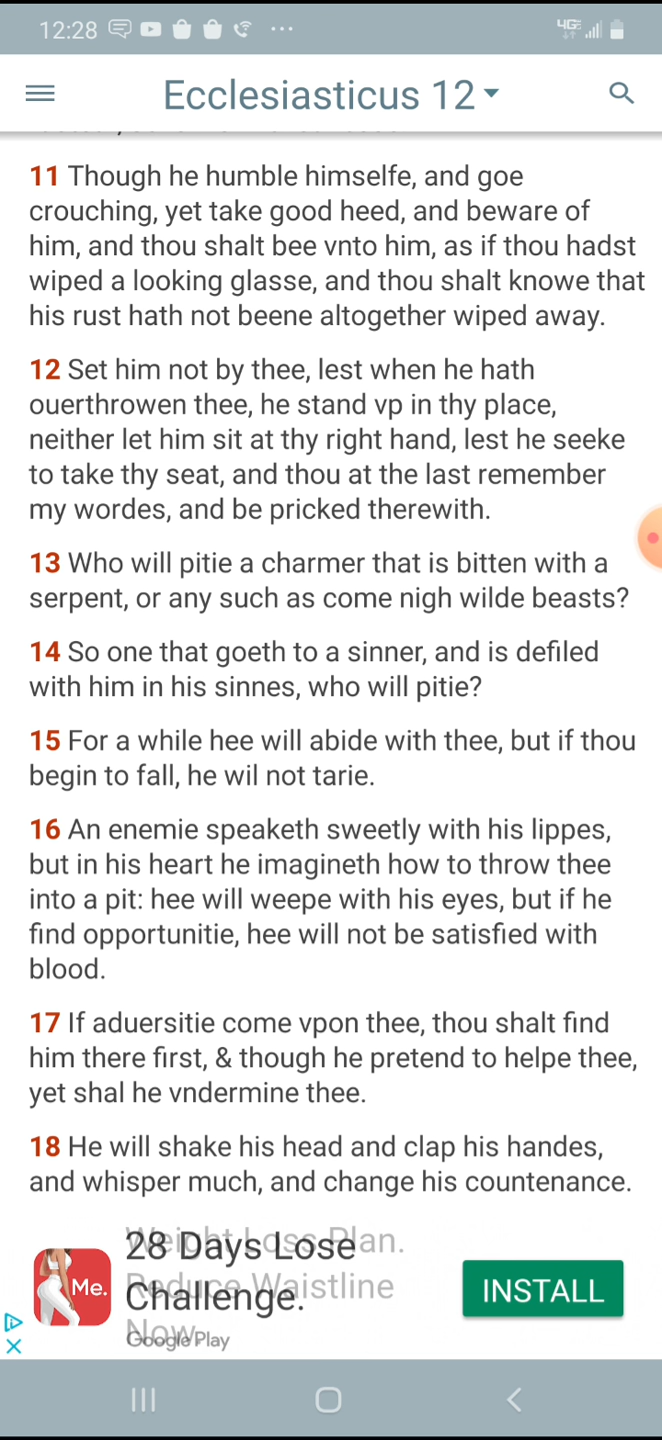 12:28
4GE
Ecclesiasticus 12
11 Though he humble himselfe, and goe
crouching, yet take good heed, and beware of
him, and thou shalt bee vnto him, as if thou hadst
wiped a looking glasse, and thou shalt knowe that
his rust hath not beene altogether wiped away.
12 Set him not by thee, lest when he hath
ouerthrowen thee, he stand vp in thy place,
neither let him sit at thy right hand, lest he seeke
to take thy seat, and thou at the last remember
my wordes, and be pricked therewith.
13 Who will pitie a charmer that is bitten with a
serpent, or any such as come nigh wilde beasts?
14 So one that goeth to a sinner, and is defiled
with him in his sinnes, who will pitie?
15 For a while hee will abide with thee, but if thou
begin to fall, he wil not tarie.
16 An enemie speaketh sweetly with his lippes,
but in his heart he imagineth how to throw thee
into a pit: hee will weepe with his eyes, but if he
find opportunitie, hee will not be satisfied with
blood.
17 If aduersitie come vpon thee, thou shalt find
him there first, & though he pretend to helpe thee,
yet shal he vndermine thee.
18 He will shake his head and clap his handes,
and whisper much, and change his countenance.
Me.
28 Days Lose
Challenge.
Weight Loss Plan.
Reduce Waistline
Now
Google Play
INSTALL